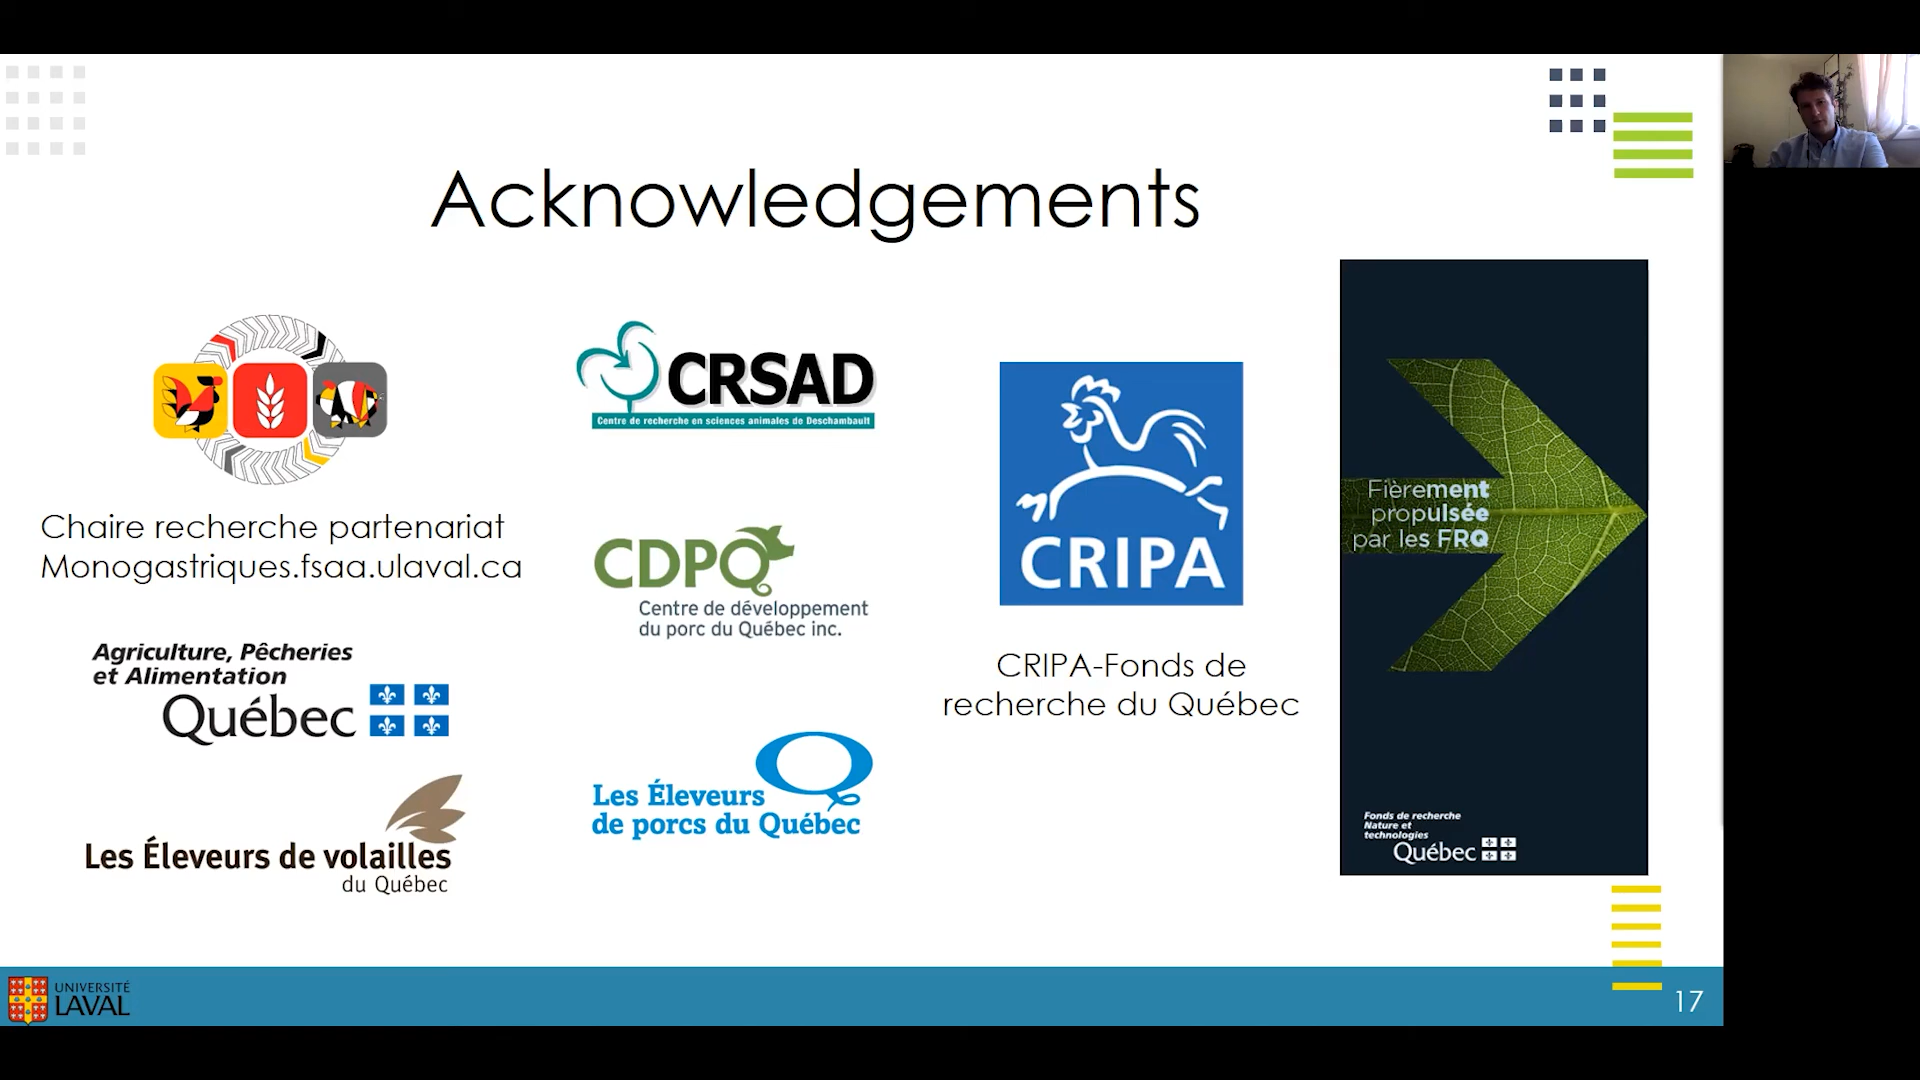 Acknowledgements
Chaire recherche partenariat
Monogastriques.fsaa.ulaval.ca
Agriculture, Pêcheries
et Alimentation
Québec
Les Éleveurs de volailles
du Québec
CRSAD
Centre de recherche en sciences animales de Deschambault
CDPQ
Centre de développement
du porc du Québec inc.
Les Éleveurs
de porcs du Québec
CRIPA
CRIPA-Fonds de
recherche du Québec
Fièrement
propulsée
par les FRQ
Fonds de recherche
Nature et
technologies
Québec
UNIVERSITÉ
LAVAL
17